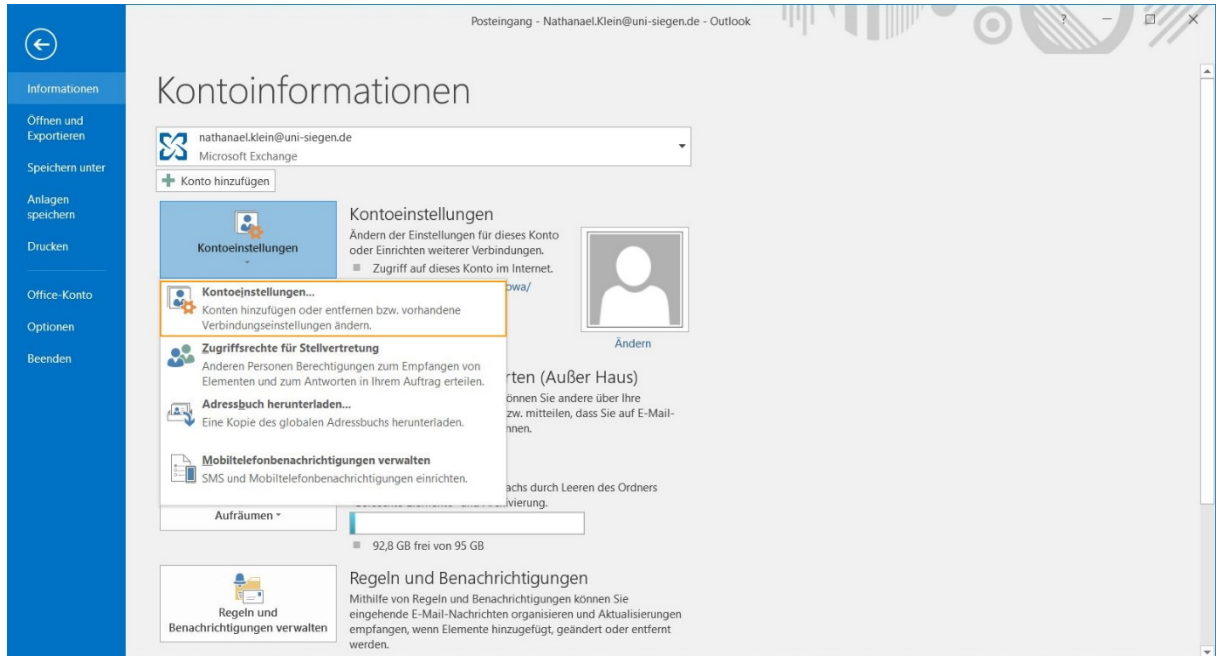 Posteingang - Nathanael.Klein@uni-siegen.de - Outlook
?
Informationen
Öffnen und
Exportieren
Speichern unter
Anlagen
speichern
Drucken
Office-Konto
Optionen
Beenden
Kontoinformationen
nathanael.klein@uni-siegen.de
Microsoft Exchange
Konto hinzufügen
Kontoeinstellungen
Kontoeinstellungen
Ändern der Einstellungen für dieses Konto
oder Einrichten weiterer Verbindungen.
Zugriff auf dieses Konto im Internet.
owa/
Ändern
Kontoeinstellungen...
Konten hinzufügen oder entfernen bzw. vorhandene
Verbindungseinstellungen ändern.
Zugriffsrechte für Stellvertretung
Anderen Personen Berechtigungen zum Empfangen von
Elementen und zum Antworten in Ihrem Auftrag erteilen.
Adressbuch herunterladen...
Eine Kopie des globalen Adressbuchs herunterladen.
Mobiltelefonbenachrichtigungen verwalten
SMS und Mobiltelefonbenachrichtigungen einrichten.
rten (Außer Haus)
önnen Sie andere über Ihre
zw. mitteilen, dass Sie auf E-Mail-
nnen.
achs durch Leeren des Ordners
ivierung.
Aufräumen
92,8 GB frei von 95 GB
Regeln und
Benachrichtigungen verwalten
Regeln und Benachrichtigungen
Mithilfe von Regeln und Benachrichtigungen können Sie
eingehende E-Mail-Nachrichten organisieren und Aktualisierungen
empfangen, wenn Elemente hinzugefügt, geändert oder entfernt
werden.